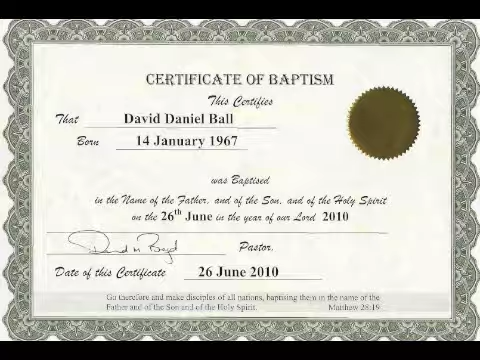 CERTIFICATE OF BAPTISM
This Certifies
That David Daniel Ball
Born 14 January 1967
was Baptised
in the Name of the Father, and of the Son, and of the Holy Spirit
on the 26th June in the year of our Lord 2010
Pastor.
Date of this Certificate 26 June 2010
Go therefore and make disciples of all nations, baptising them in the name of the
Father and of the Son and of the Holy Spirit. Matthew 28:19